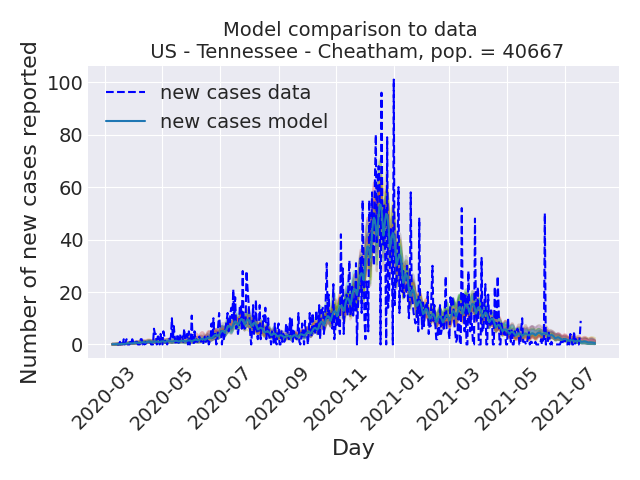 Model comparison to data
US - Tennessee - Cheatham, pop. = 40667
Number of new cases reported
100
80
60
40
20
0
new cases data
new cases model
2020-03
2020-05
2020-07
2020-09
2020-11
2021-01
2021-03
2021-05
2021-07
Day